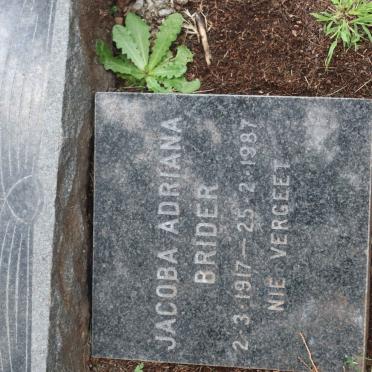 JACOBA ADRIANA
BRIDER
2·3·1917–25·2·1987
NIE VERGEET